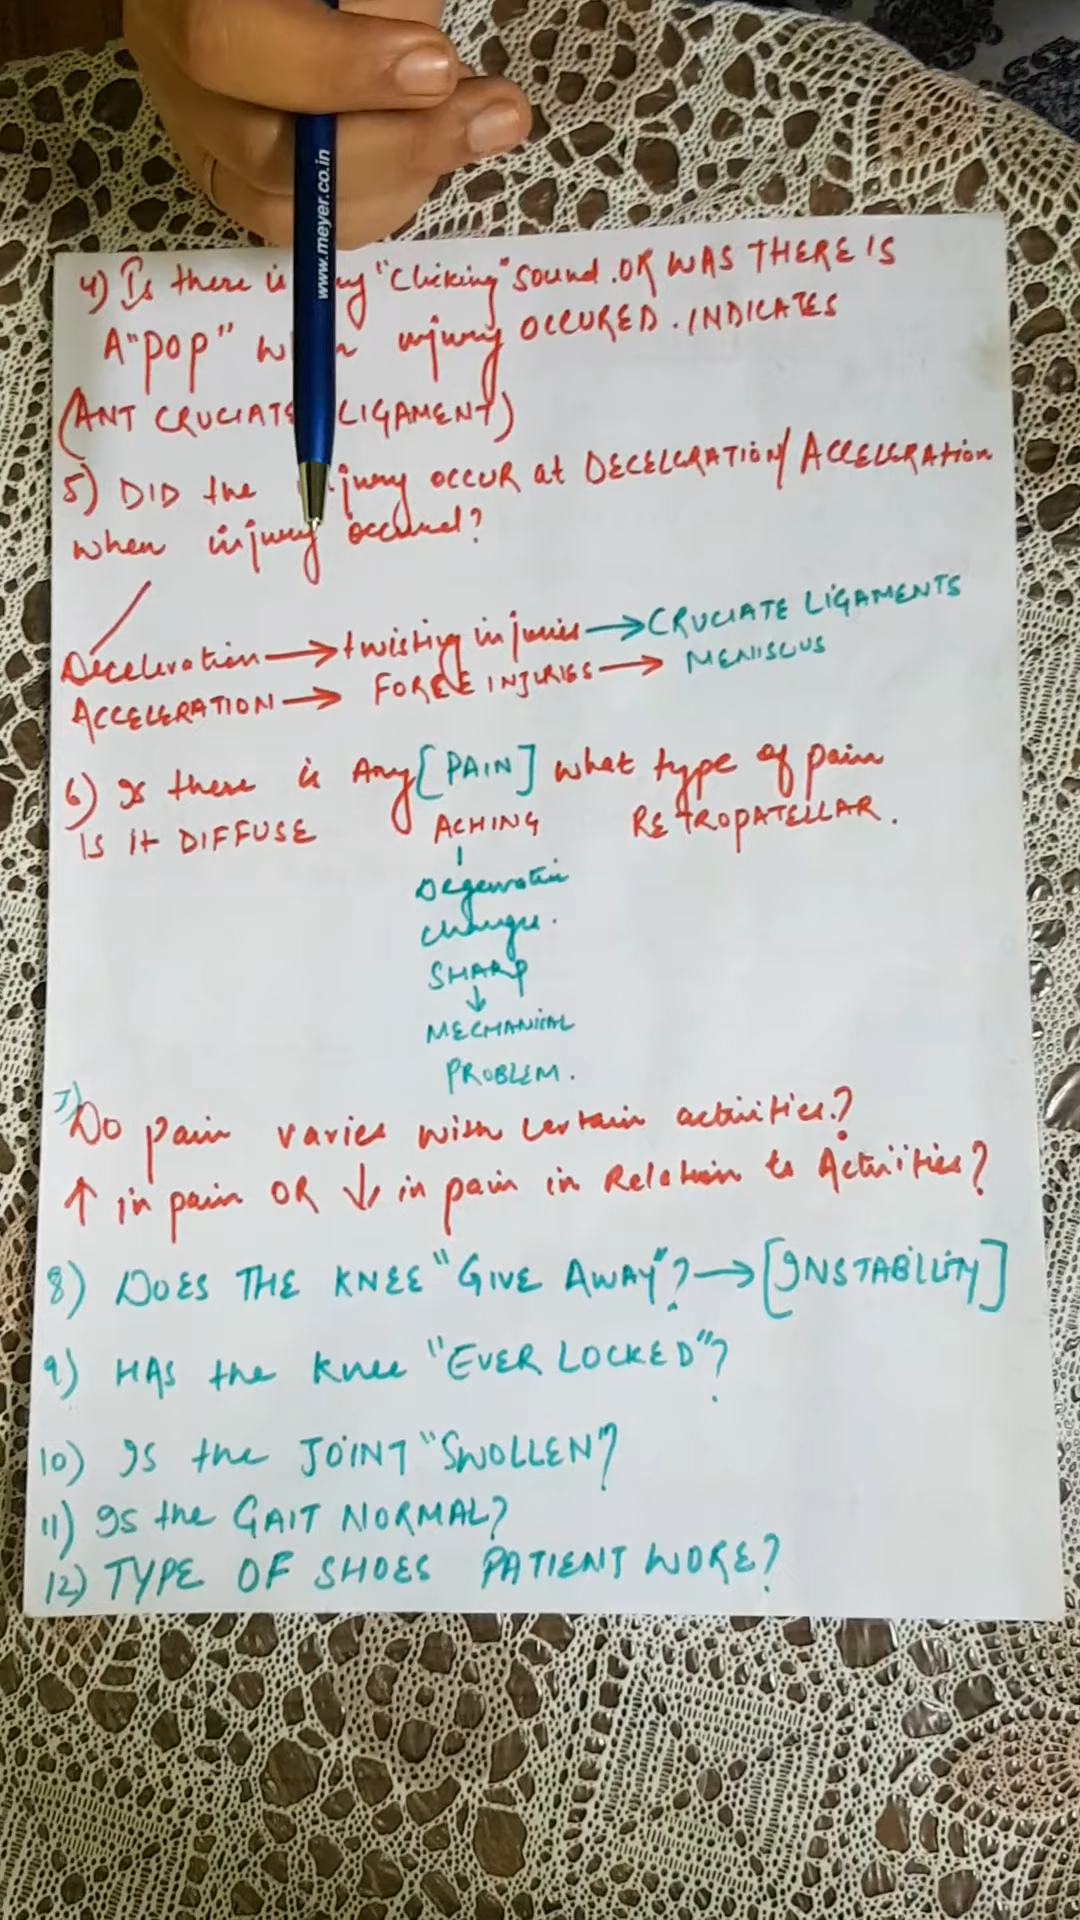 www.meyer.co.in
4) Is there is any "Clicking" sound. OR WAS THERE IS
A "POP" when injury OCCURED. INDICATES
(ANT CRUCIATE LIGAMENT)
5) DID the injury OCCUR at DECELERATION/ ACCELERAtion
when injury occured?
Deceleration → twisting injuries → CRUCIATE LIGAMENTS
ACCELERATION → FORCE INJURIES → MENISCUS
6) Is there is Any [PAIN] what type of pain
is it DIFFUSE ACHING REtROPATELLAR.
Degenratic
changes.
SHARP
↓
MECHANICAL
PROBLEM.
7) Do pain varies with certain activities?
↑ in pain OR ↓ in pain in Relation to Activities?
8) DOES THE KNEE "GIVE AWAY"? → [INSTABILITY]
9) HAS the knee "EVER LOCKED"?
10) Is the JOINT "SWOLLEN"?
11) Is the GAIT NORMAL?
12) TYPE OF SHOES PATIENT WORE?